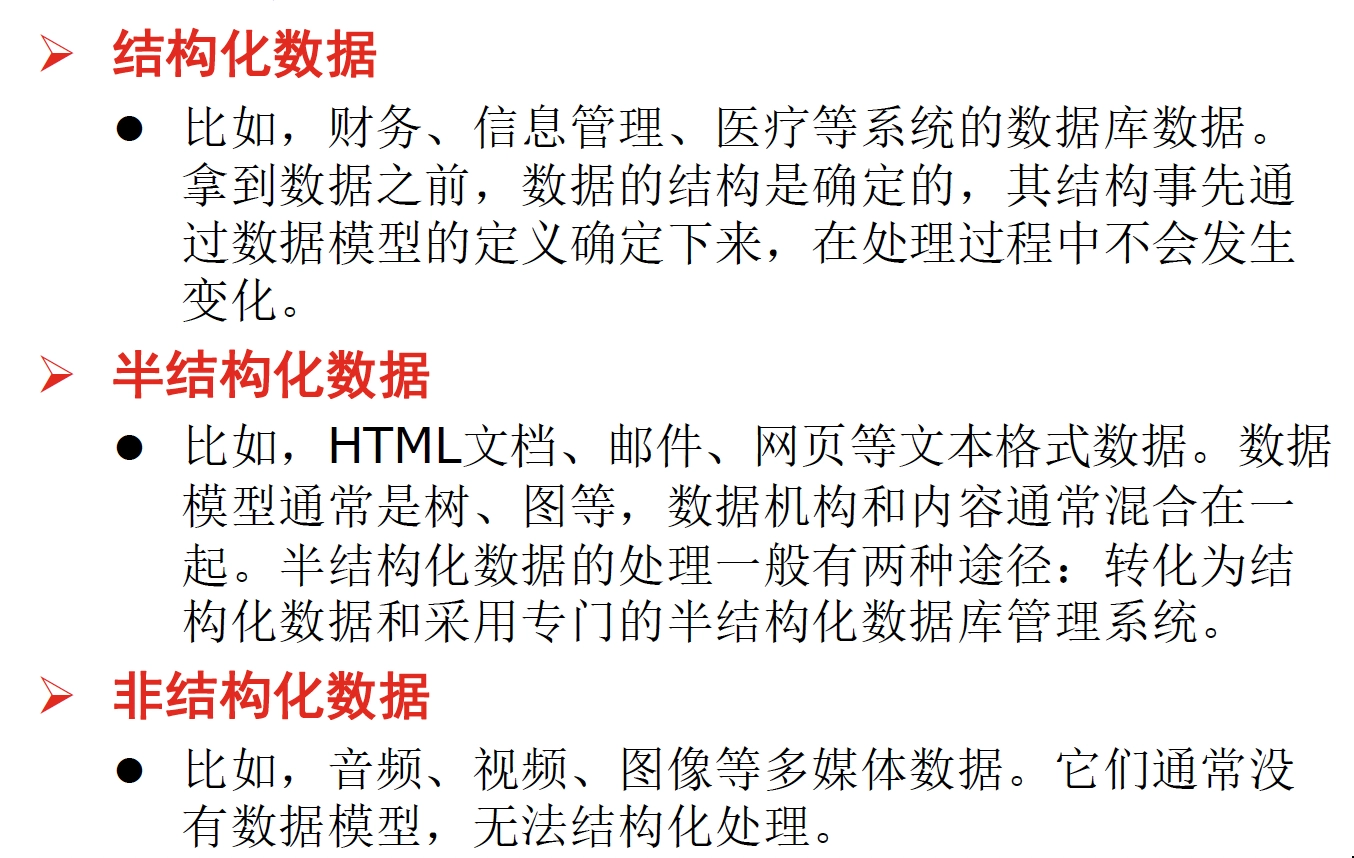 结构化数据
比如，财务、信息管理、医疗等系统的数据库数据。
拿到数据之前，数据的结构是确定的，其结构事先通
过数据模型的定义确定下来，在处理过程中不会发生
变化。
半结构化数据
比如，HTML文档、邮件、网页等文本格式数据。数据
模型通常是树、图等，数据机构和内容通常混合在一
起。半结构化数据的处理一般有两种途径：转化为结
构化数据和采用专门的半结构化数据库管理系统。
非结构化数据
比如，音频、视频、图像等多媒体数据。它们通常没
有数据模型，无法结构化处理。